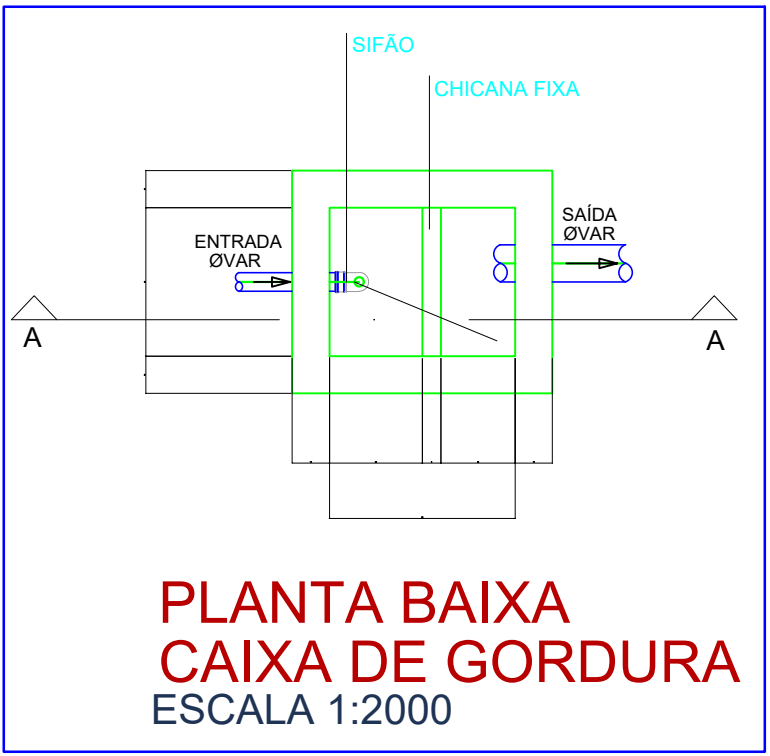 SIFÃO
CHICANA FIXA
ENTRADA
ØVAR
SAÍDA
ØVAR
A
A
PLANTA BAIXA
CAIXA DE GORDURA
ESCALA 1:2000